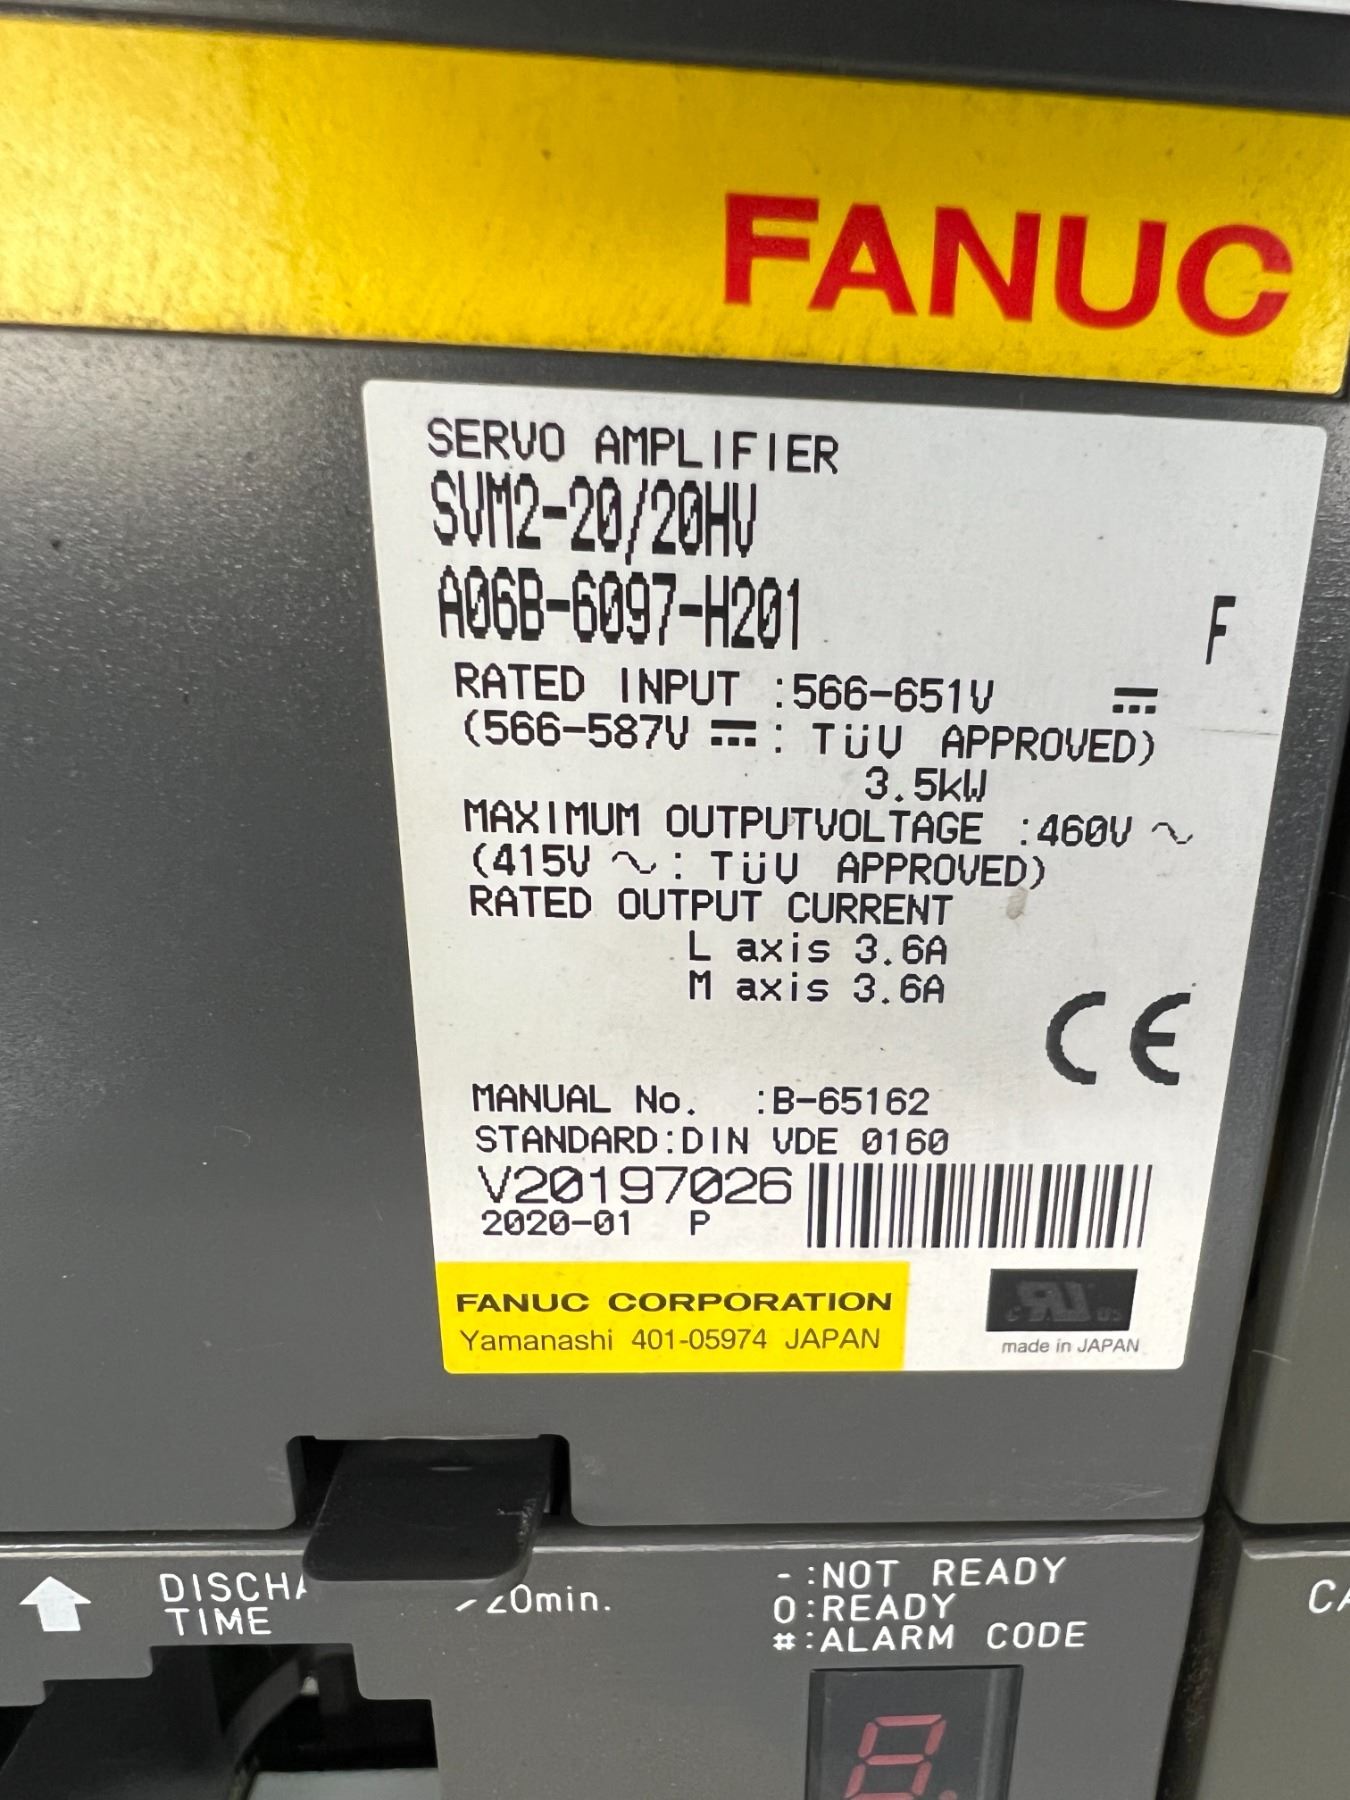 FANUC
SERVO AMPLIFIER
SVM2-20/20HV
A06B-6097-H201
F
RATED INPUT :566-651V ⎓
(566-587V ⎓: TüV APPROVED)
3.5kW
MAXIMUM OUTPUTVOLTAGE :460V ~
(415V ~: TüV APPROVED)
RATED OUTPUT CURRENT
L axis 3.6A
M axis 3.6A
CE
MANUAL No. :B-65162
STANDARD:DIN VDE 0160
V20197026
2020-01 P
FANUC CORPORATION
Yamanashi 401-05974 JAPAN
made in JAPAN
TIME
20min.
-:NOT READY
0:READY
#:ALARM CODE
8.